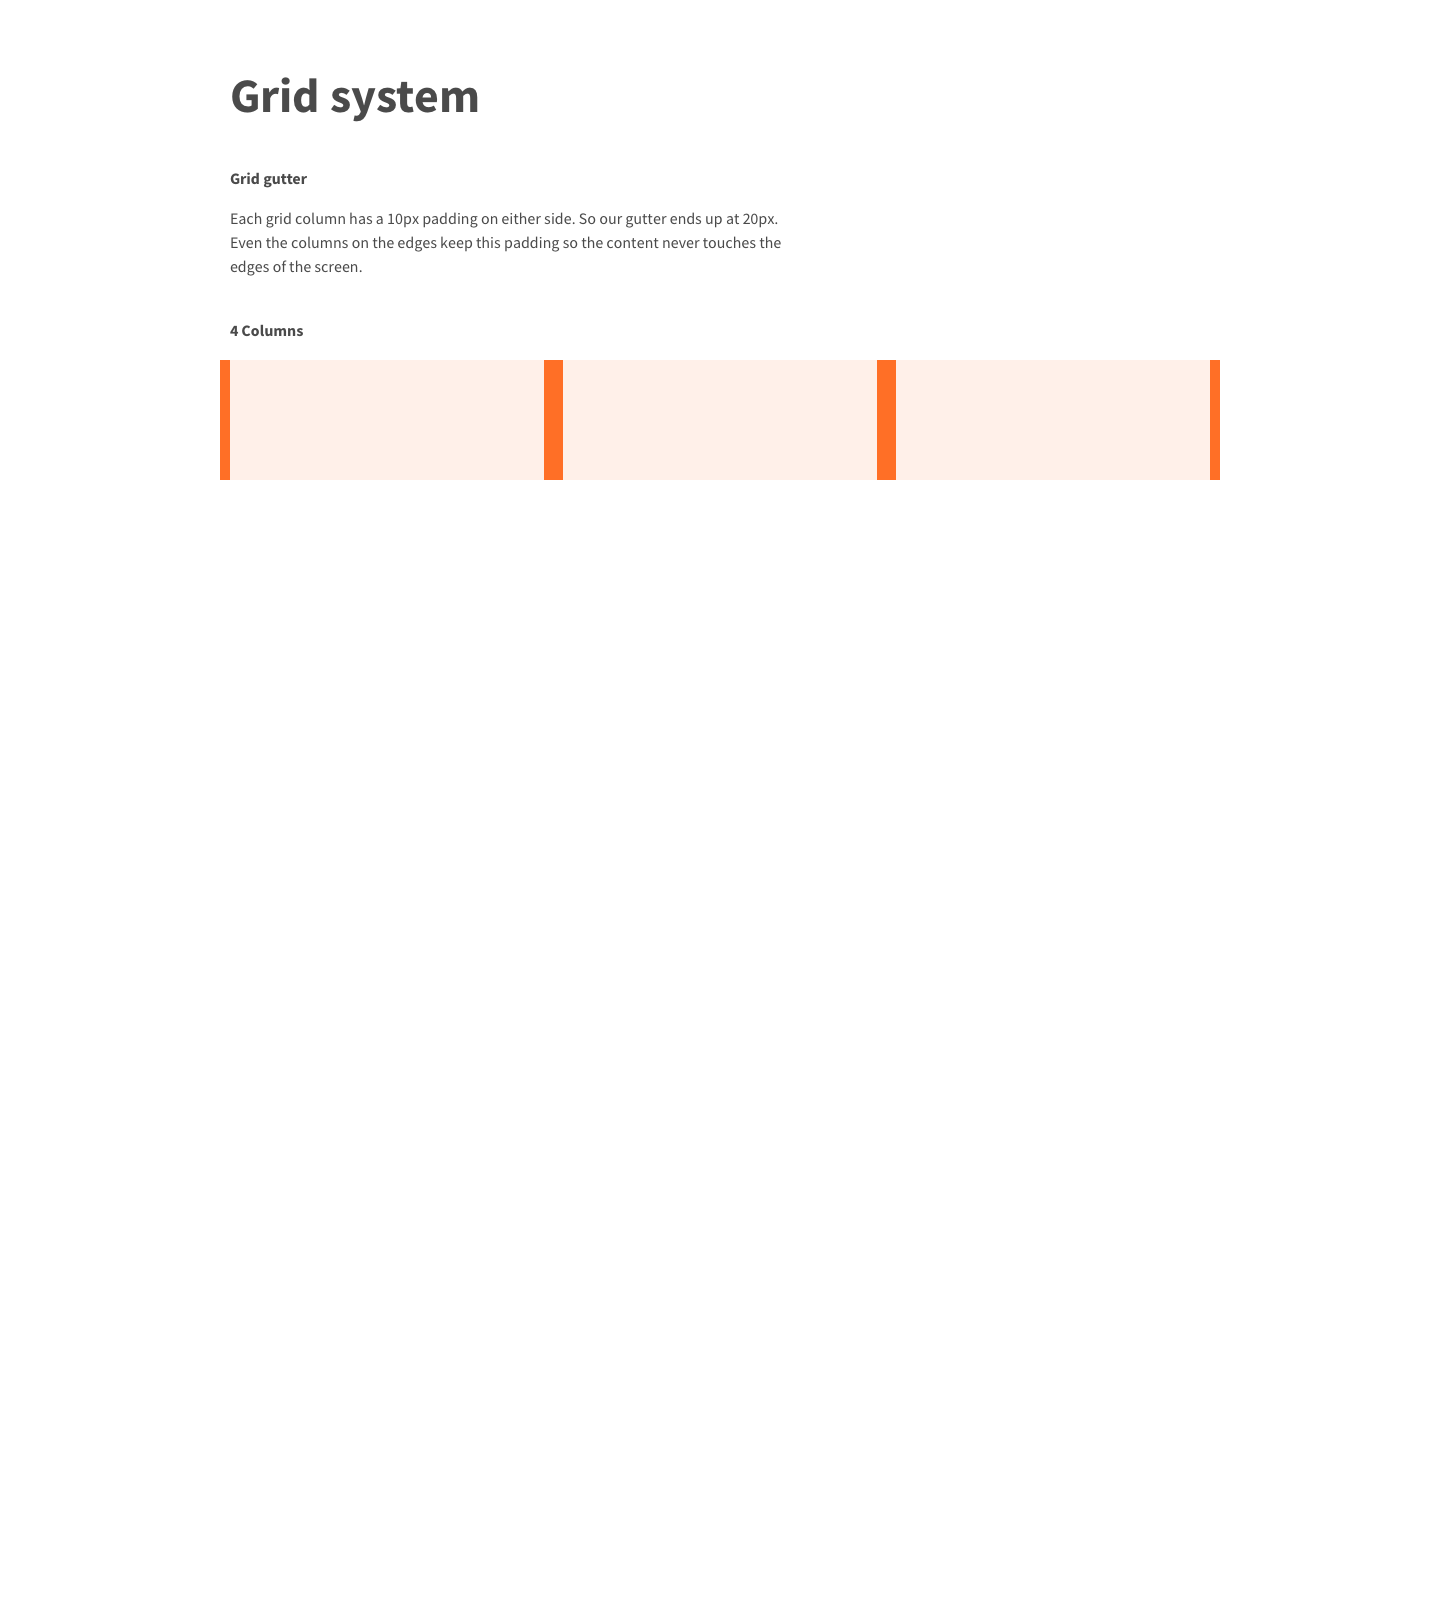 Grid system
Grid gutter
Each grid column has a 10px padding on either side. So our gutter ends up at 20px.
Even the columns on the edges keep this padding so the content never touches the
edges of the screen.
4 Columns